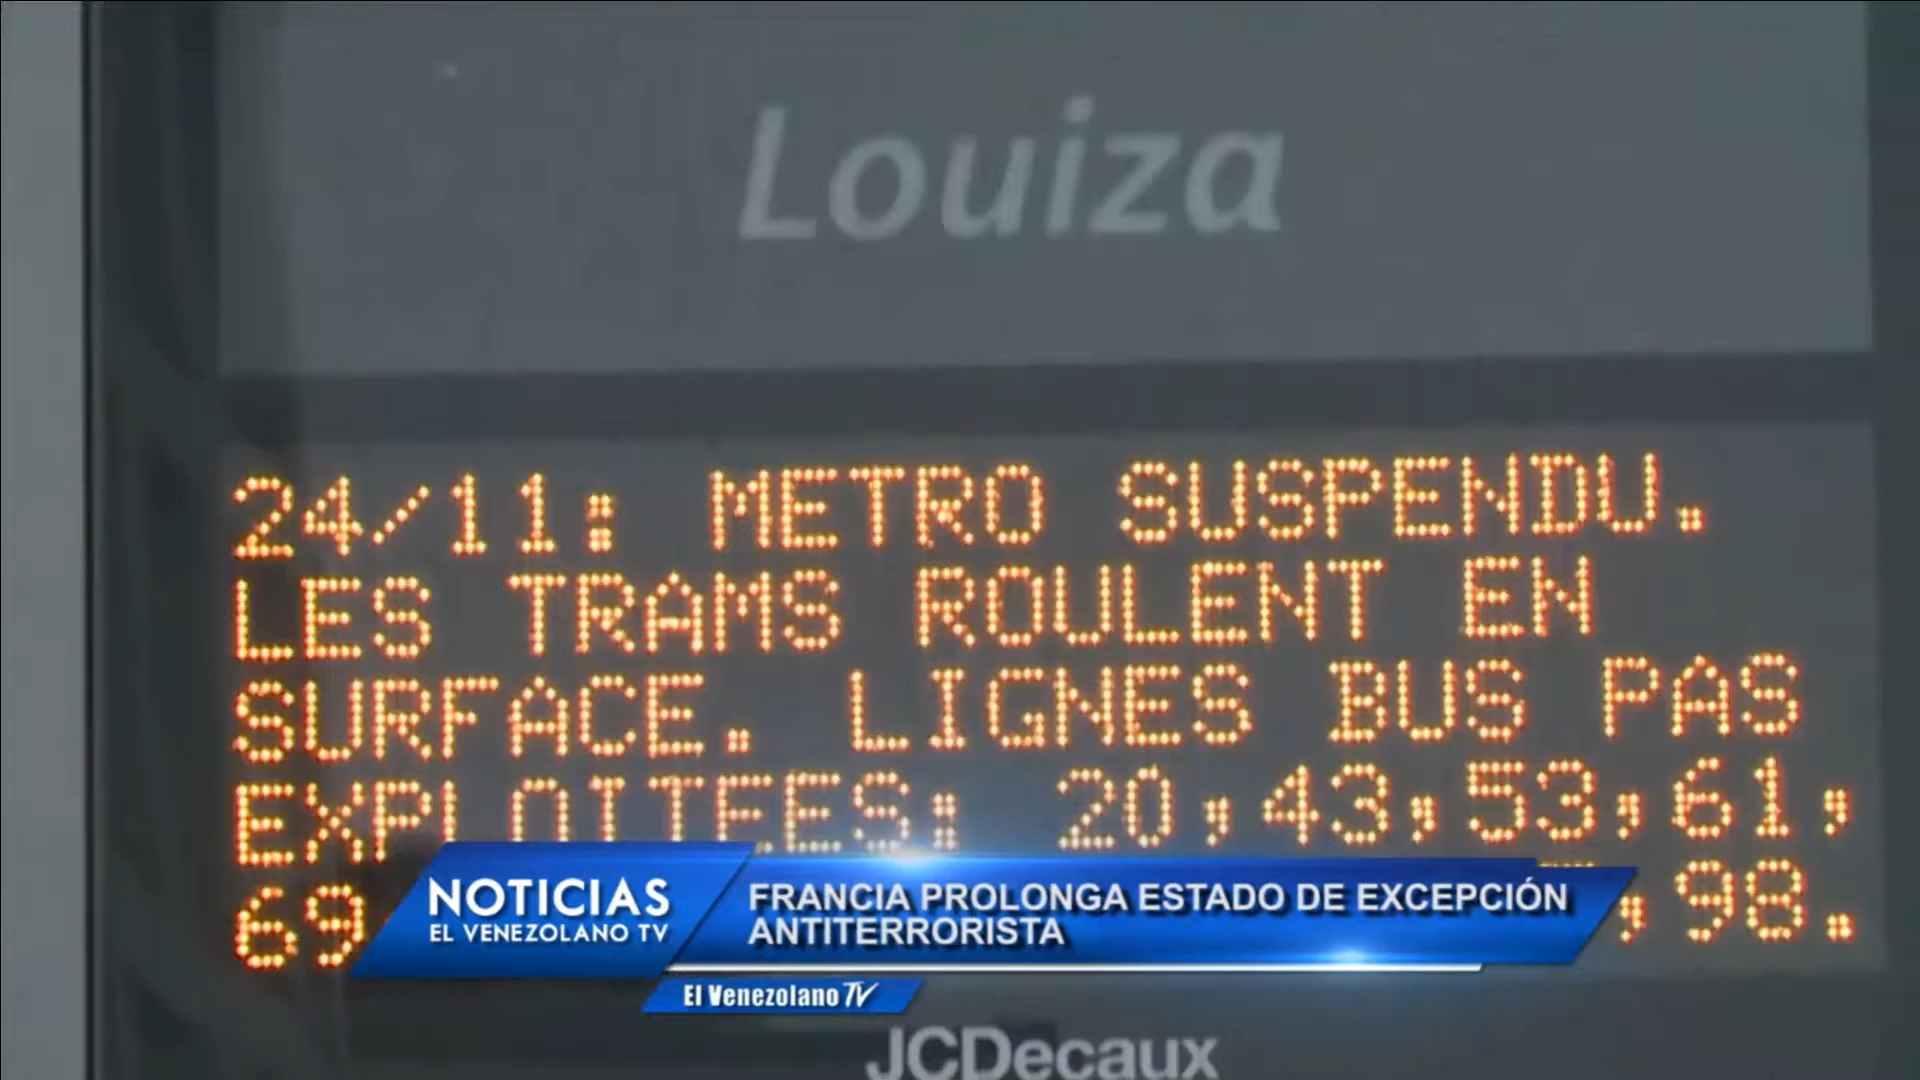 Louiza
24/11: METRO SUSPENDU.
LES TRAMS ROULENT EN
SURFACE. LIGNES BUS PAS
EXPLOITEES: 20,43,53,61,
69 ,98.
NOTICIAS
EL VENEZOLANO TV
FRANCIA PROLONGA ESTADO DE EXCEPCIÓN
ANTITERRORISTA
El Venezolano TV
JCDecaux